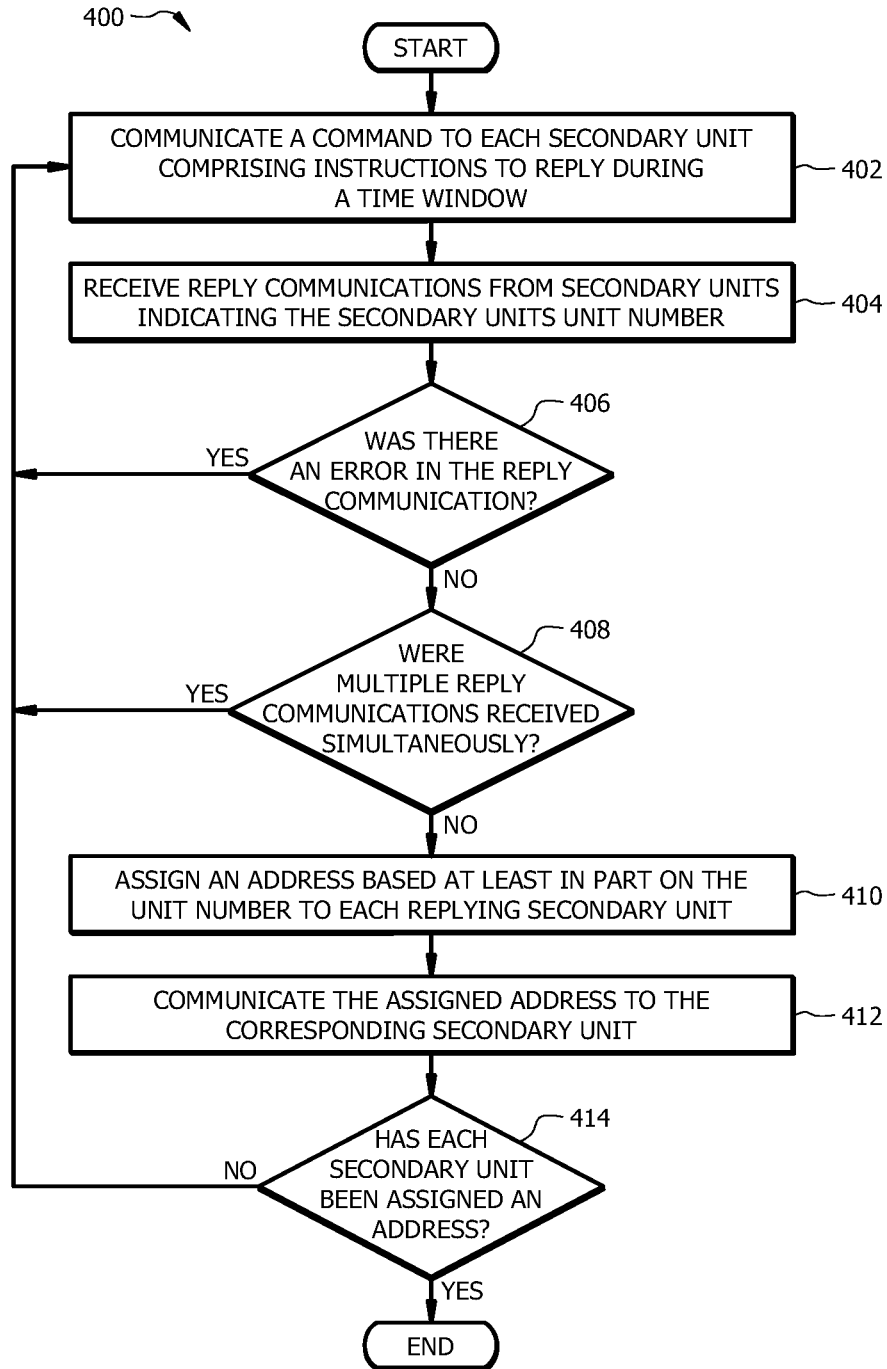 400
START
COMMUNICATE A COMMAND TO EACH SECONDARY UNIT
COMPRISING INSTRUCTIONS TO REPLY DURING
A TIME WINDOW
402
RECEIVE REPLY COMMUNICATIONS FROM SECONDARY UNITS
INDICATING THE SECONDARY UNITS UNIT NUMBER
404
406
WAS THERE
AN ERROR IN THE REPLY
COMMUNICATION?
YES
NO
408
WERE
MULTIPLE REPLY
COMMUNICATIONS RECEIVED
SIMULTANEOUSLY?
YES
NO
ASSIGN AN ADDRESS BASED AT LEAST IN PART ON THE
UNIT NUMBER TO EACH REPLYING SECONDARY UNIT
410
COMMUNICATE THE ASSIGNED ADDRESS TO THE
CORRESPONDING SECONDARY UNIT
412
414
HAS EACH
SECONDARY UNIT
BEEN ASSIGNED AN
ADDRESS?
NO
YES
END